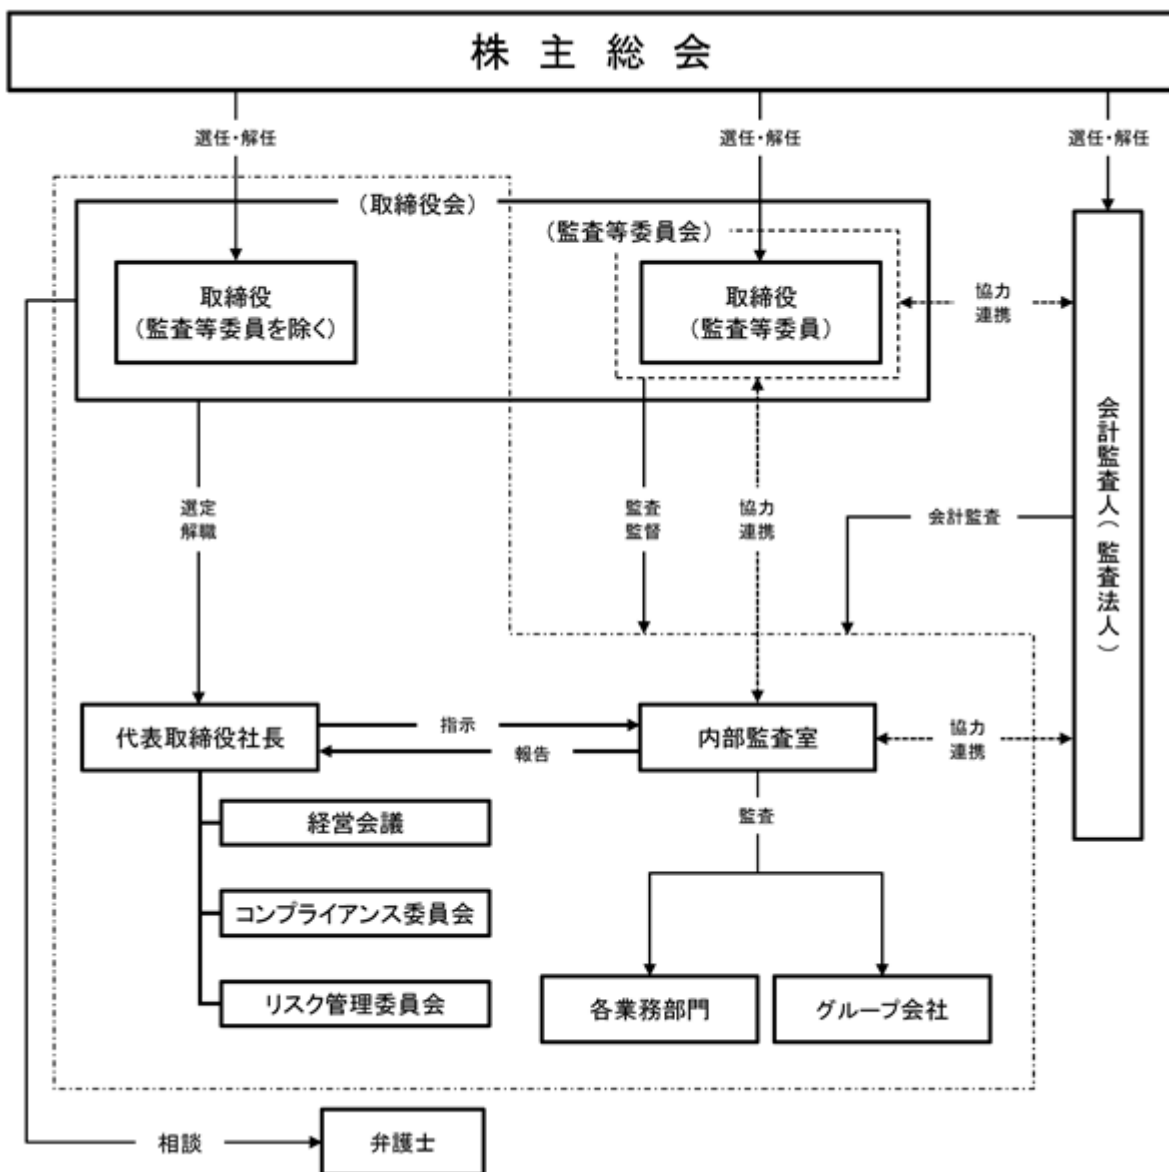 株主総会
選任・解任
選任・解任
選任・解任
（取締役会）
（監査等委員会）
取締役
（監査等委員を除く）
取締役
（監査等委員）
協力
連携
会計監査人（監査法人）
選定
解職
監査
監督
協力
連携
会計監査
代表取締役社長
指示
報告
内部監査室
協力
連携
経営会議
監査
コンプライアンス委員会
リスク管理委員会
各業務部門
グループ会社
相談
弁護士